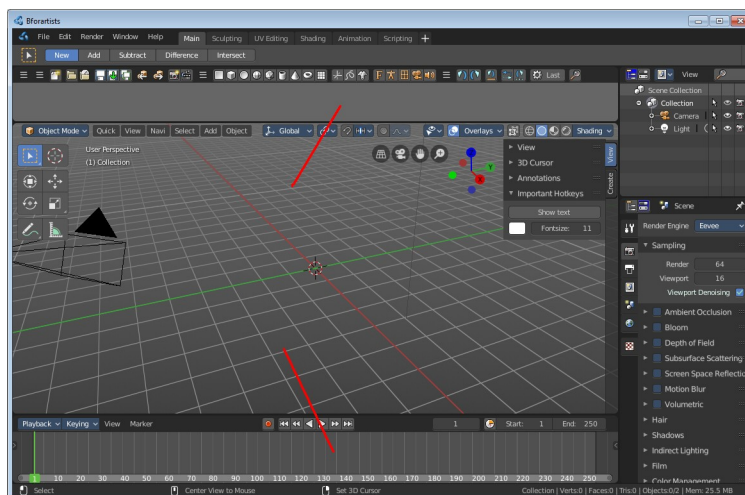 Bforartists
File Edit Render Window Help Main Sculpting UV Editing Shading Animation Scripting
New Add Subtract Difference Intersect
Last
View
Scene Collection
Collection
Camera
Light
Object Mode Quick View Navi Select Add Object Global Overlays Shading
User Perspective
(1) Collection
Y
View
3D Cursor
Annotations
Important Hotkeys
Show text
Fontsize: 11
View
Create
Scene
Render Engine Eevee
Sampling
Render 64
Viewport 16
Viewport Denoising
Ambient Occlusion
Bloom
Depth of Field
Subsurface Scattering
Screen Space Reflectio
Motion Blur
Volumetric
Hair
Shadows
Indirect Lighting
Film
Color Management
Playback Keying View Marker 1 Start: 1 End: 250
1 10 20 30 40 50 60 70 80 90 100 110 120 130 140 150 160 170 180 190 200 210 220 230 240 250
Select Center View to Mouse Set 3D Cursor Collection | Verts:0 | Faces:0 | Tris:0 | Objects:0/2 | Mem: 25.5 MB